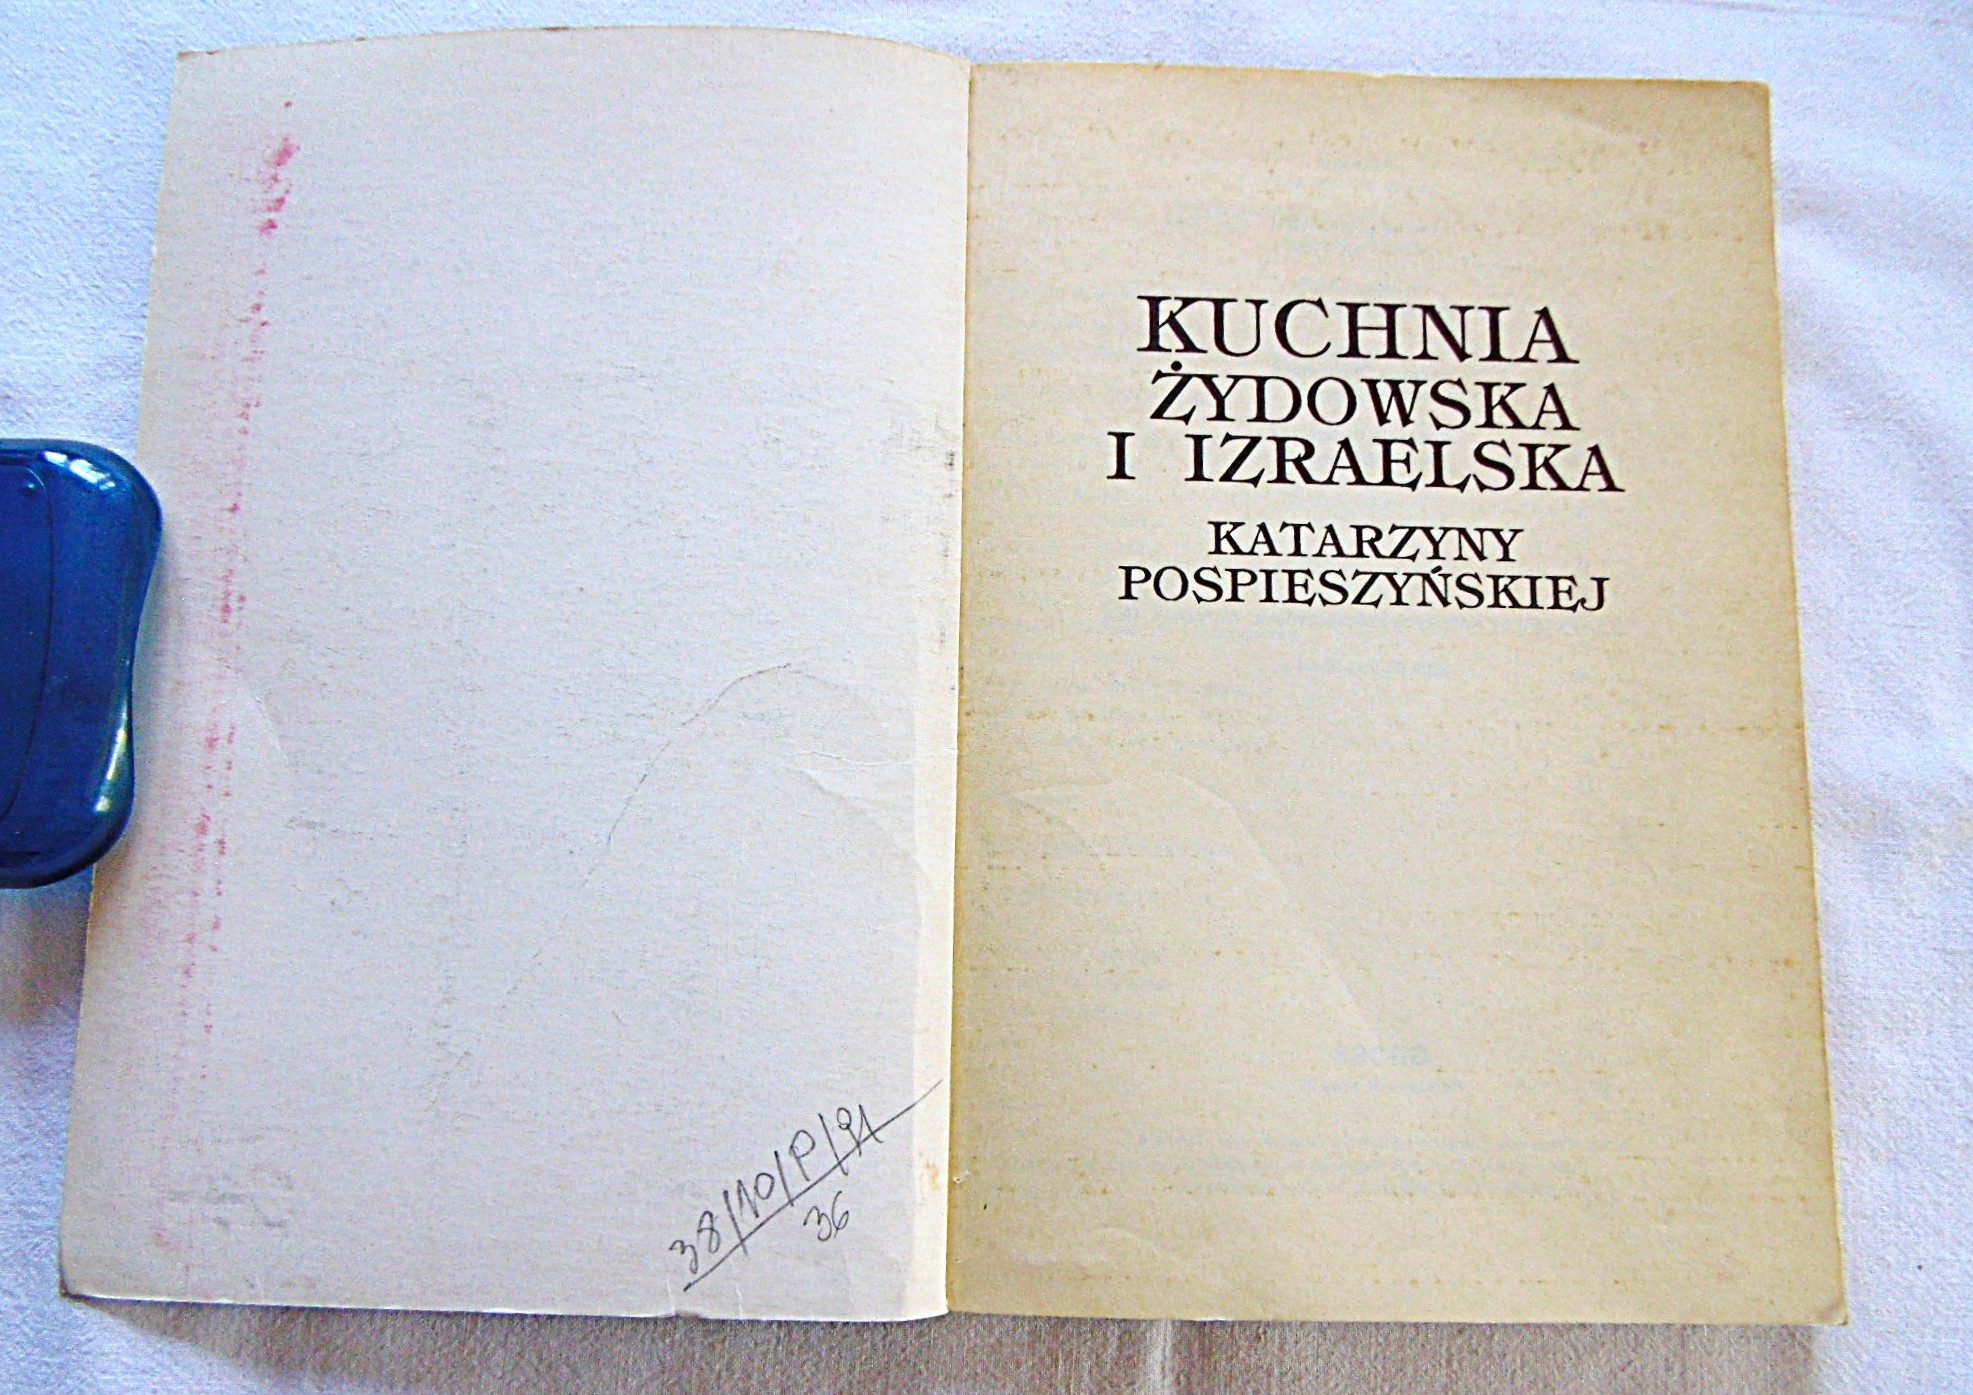 38/10/P/91
36
KUCHNIA
ŻYDOWSKA
I IZRAELSKA
KATARZYNY
POSPIESZYŃSKIEJ